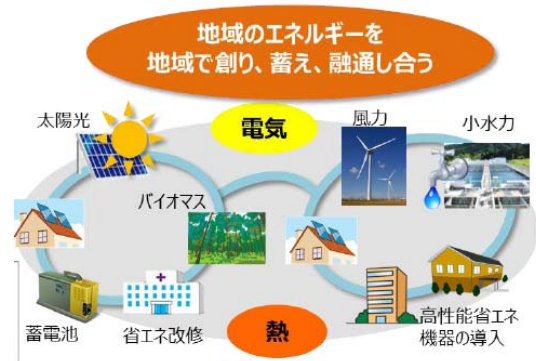 地域のエネルギーを
地域で創り、蓄え、融通し合う
太陽光
電気
風力
小水力
バイオマス
蓄電池
省エネ改修
熱
高性能省エネ
機器の導入